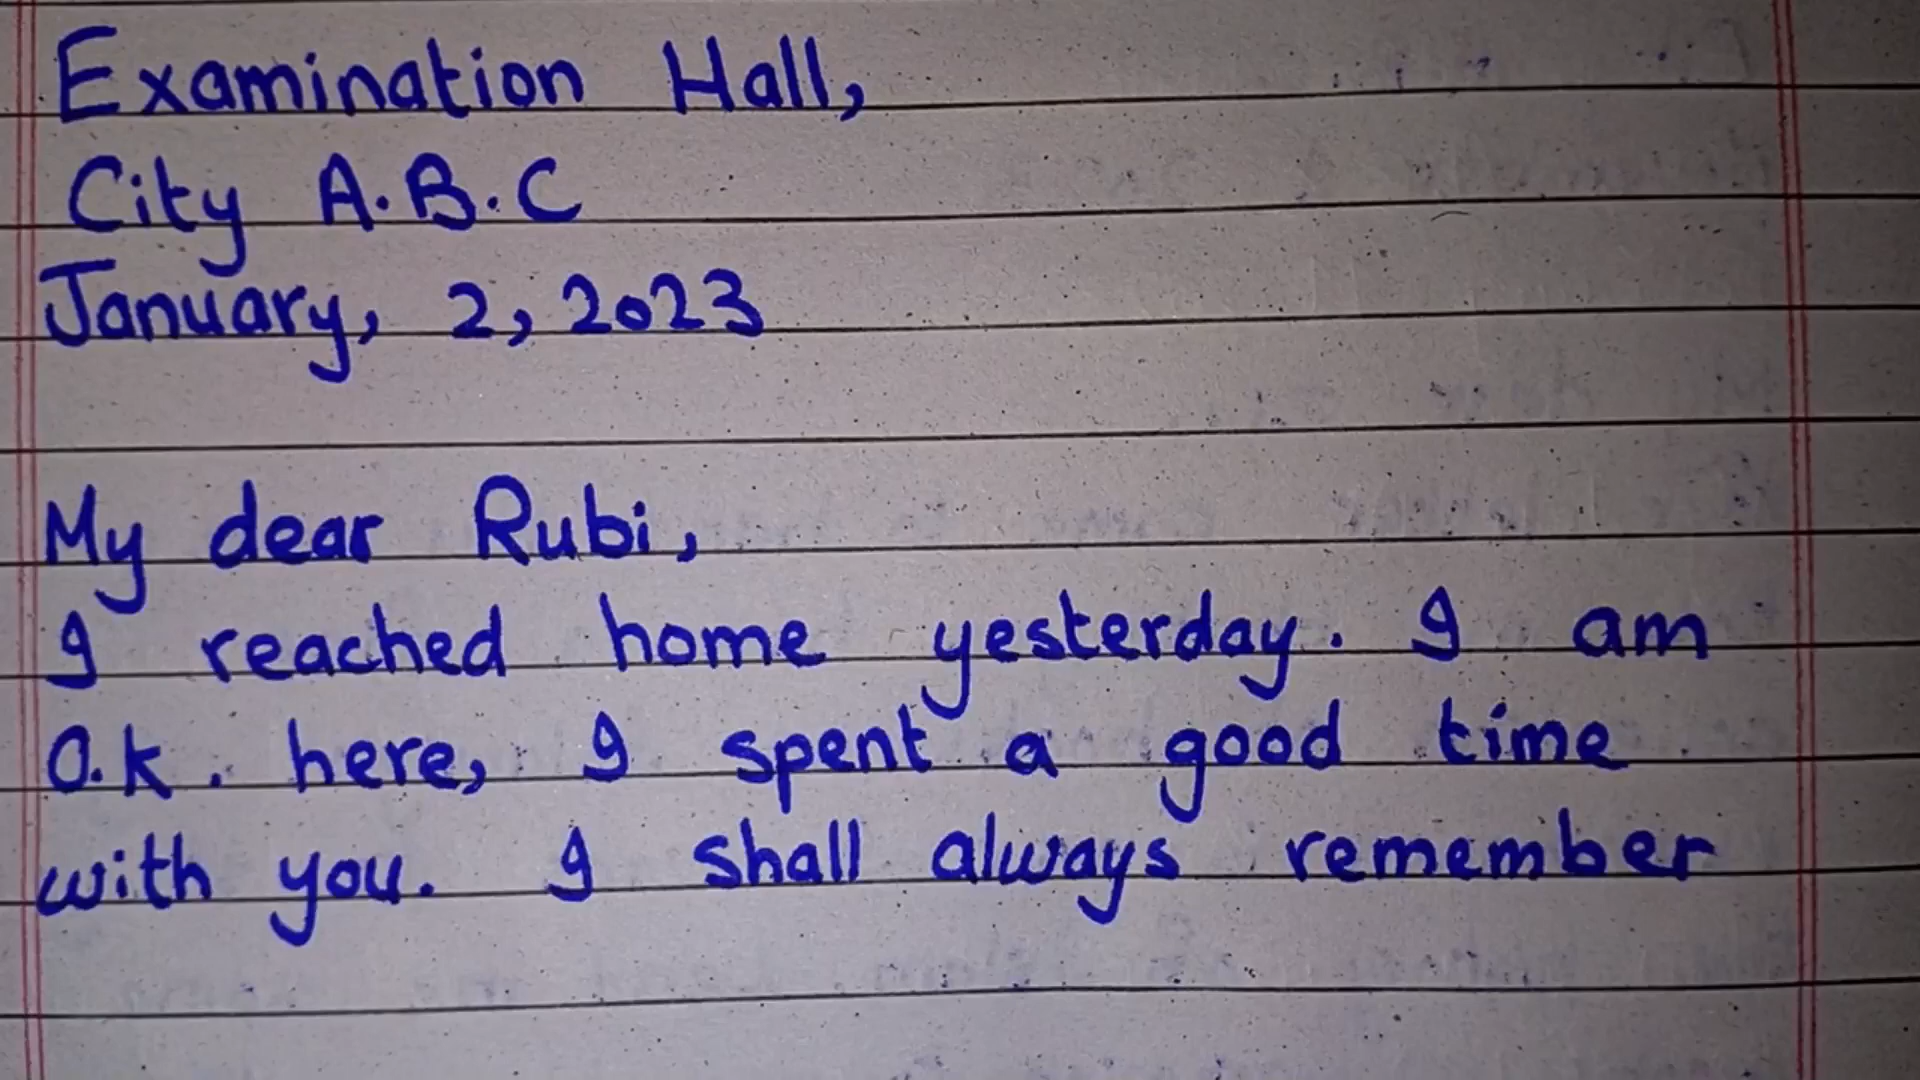 Examination Hall,
City A.B.C
January, 2, 2023
My dear Rubi,
I reached home yesterday. I am
O.K. here, I spent a good time
with you. I shall always remember